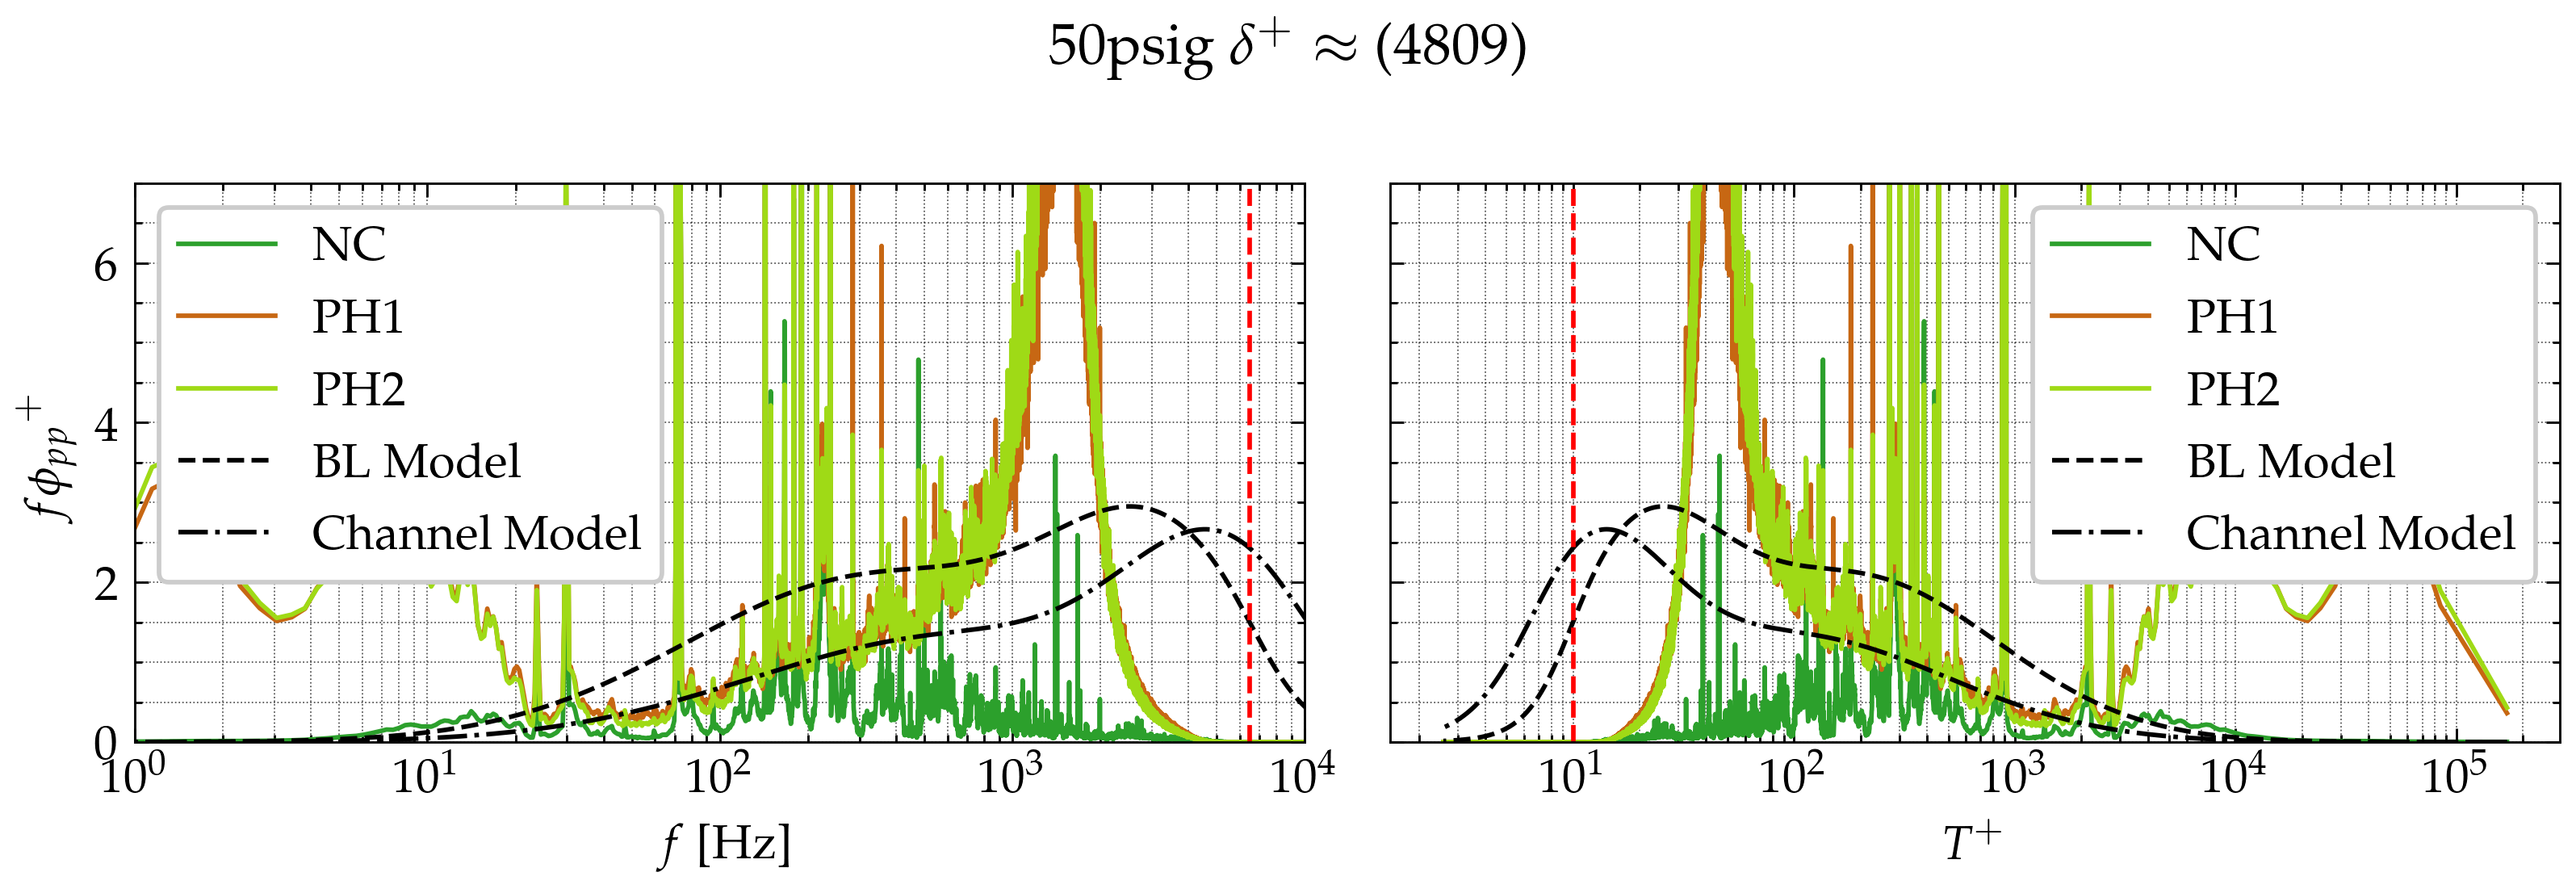 50psig δ⁺ ≈ (4809)
fϕₚₚ⁺
6
4
2
0
NC
PH1
PH2
BL Model
Channel Model
10⁰ 10¹ 10² 10³ 10⁴
f [Hz]
NC
PH1
PH2
BL Model
Channel Model
10¹ 10² 10³ 10⁴ 10⁵
T⁺